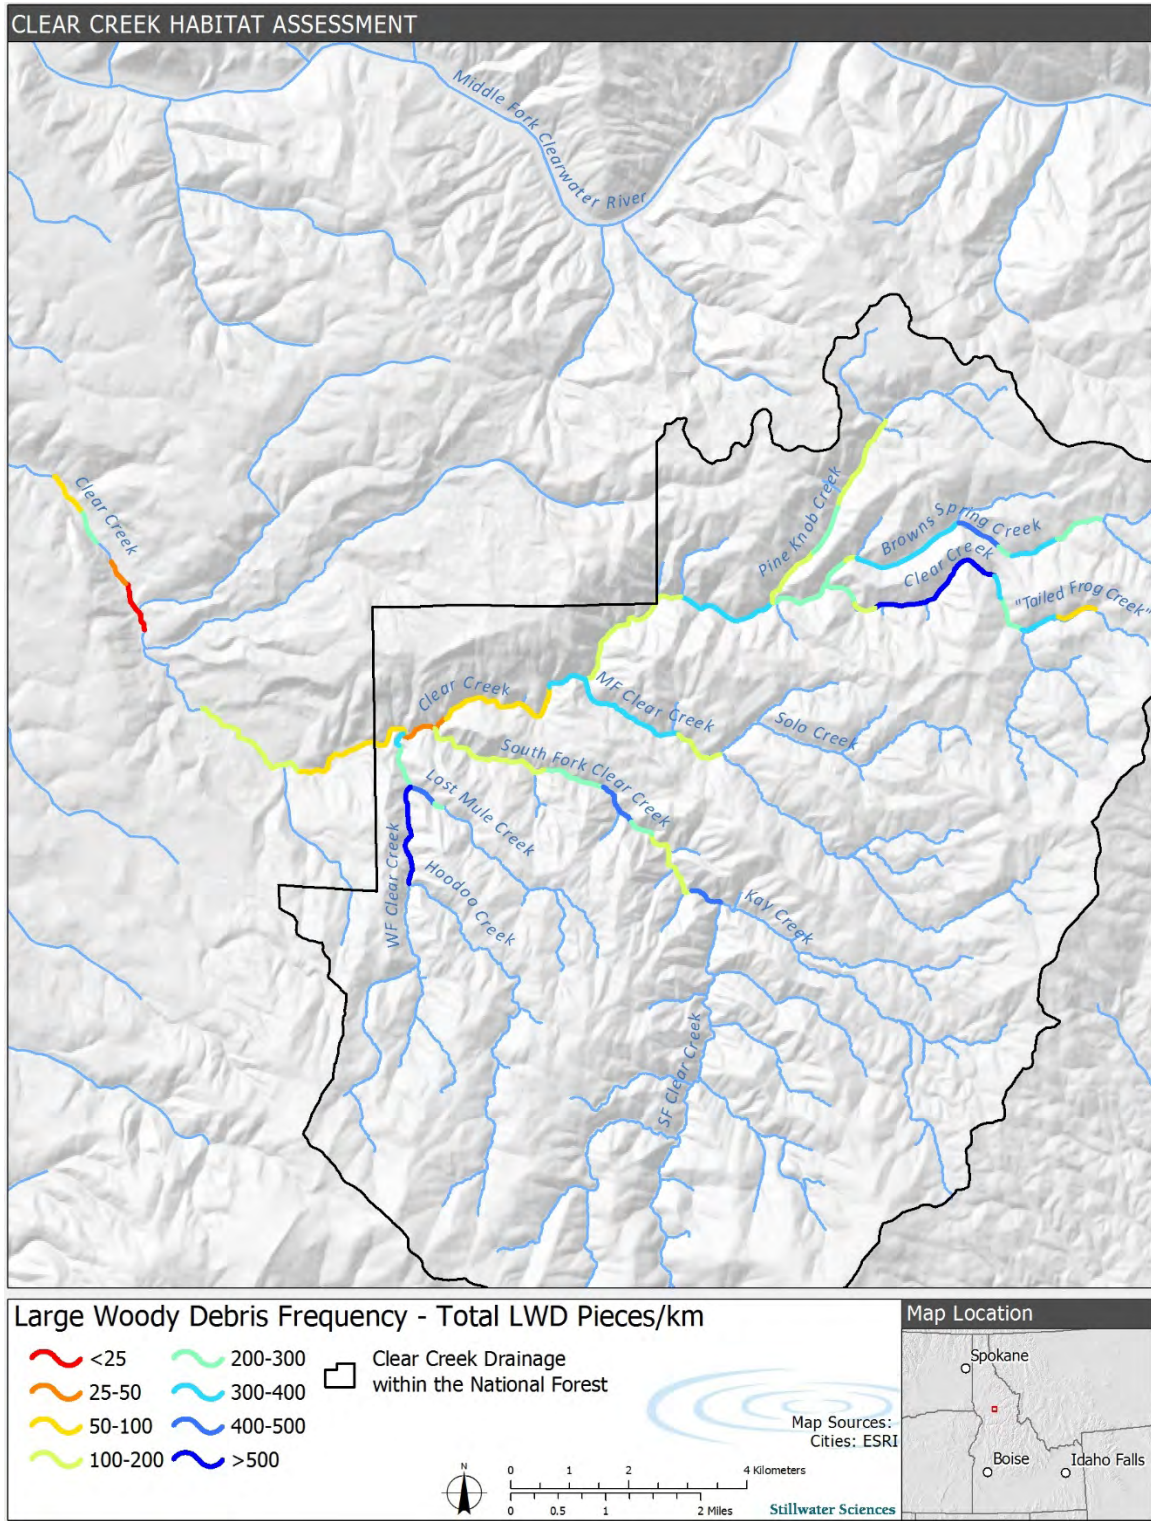 CLEAR CREEK HABITAT ASSESSMENT
Middle Fork Clearwater River
Clear Creek
Pine Knob Creek
Browns Spring Creek
Clear Creek
"Tailed Frog Creek"
Clear Creek
MF Clear Creek
Solo Creek
South Fork Clear Creek
Lost Mule Creek
WF Clear Creek
Hoodoo Creek
Kay Creek
SF Clear Creek
Large Woody Debris Frequency - Total LWD Pieces/km
<25
25-50
50-100
100-200
200-300
300-400
400-500
>500
Clear Creek Drainage
within the National Forest
Map Sources:
Cities: ESRI
N
0 1 2 4 Kilometers
0 0.5 1 2 Miles
Stillwater Sciences
Map Location
Spokane
Boise
Idaho Falls